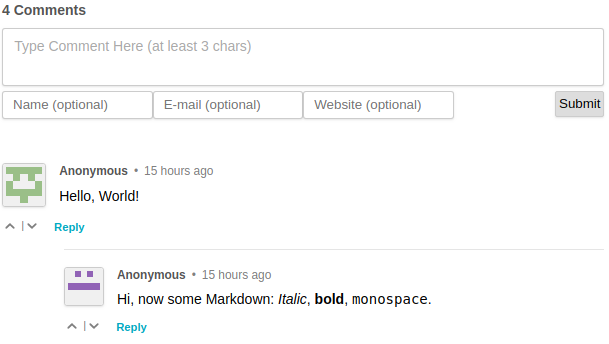 4 Comments
Type Comment Here (at least 3 chars)
Name (optional) E-mail (optional) Website (optional) Submit
Anonymous • 15 hours ago
Hello, World!
| Reply
Anonymous • 15 hours ago
Hi, now some Markdown: Italic, bold, monospace.
| Reply